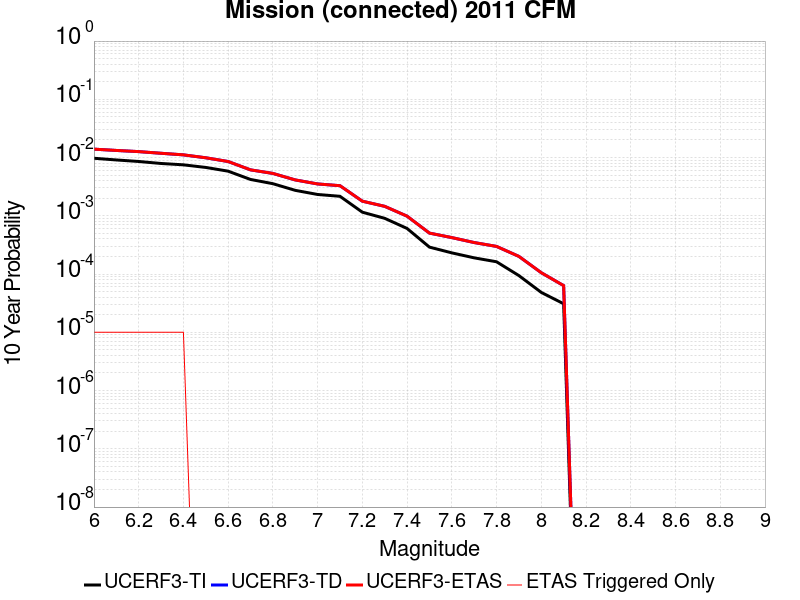 Mission (connected) 2011 CFM
10 0
10 -1
10 -2
10 -3
10 -4
10 -5
10 -6
10 -7
10 -8
10 Year Probability
6 6.2 6.4 6.6 6.8 7 7.2 7.4 7.6 7.8 8 8.2 8.4 8.6 8.8 9
Magnitude
UCERF3-TI UCERF3-TD UCERF3-ETAS ETAS Triggered Only